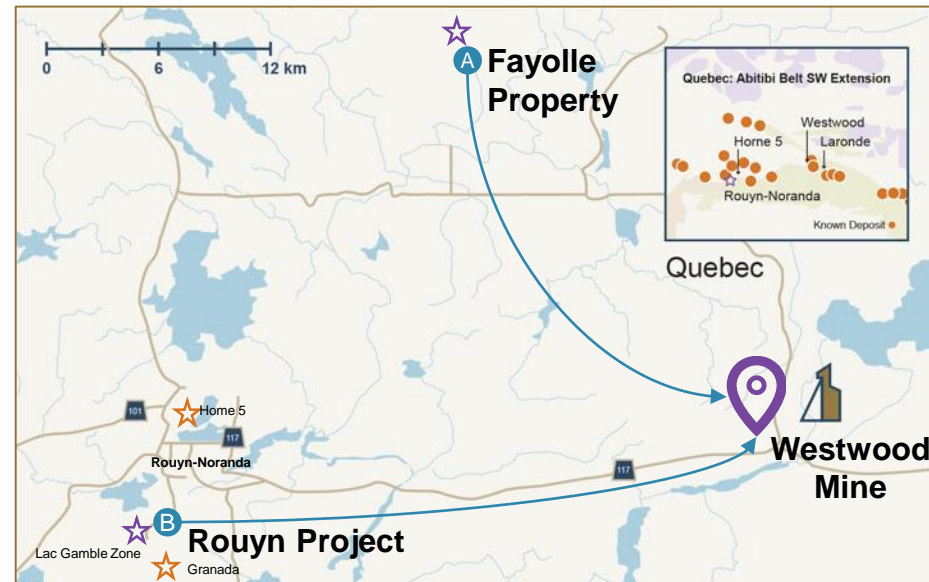 0 6 12 km
A Fayolle
Property
Quebec: Abitibi Belt SW Extension
Westwood
Horne 5 Laronde
Rouyn-Noranda
Known Deposit
Quebec
101
Home 5
117
Rouyn-Noranda
117
Westwood
Mine
B Rouyn Project
Lac Gamble Zone
Granada